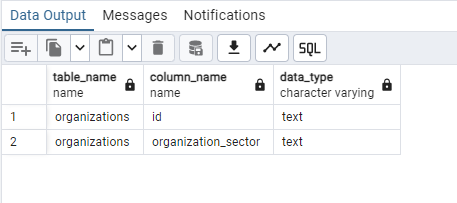 Data Output Messages Notifications
SQL
table_name column_name data_type
name name character varying
1 organizations id text
2 organizations organization_sector text